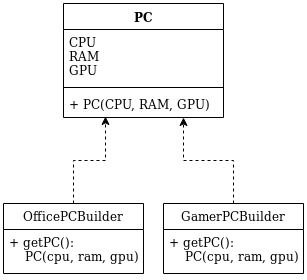 PC
CPU
RAM
GPU
+ PC(CPU, RAM, GPU)
OfficePCBuilder
+ getPC():
PC(cpu, ram, gpu)
GamerPCBuilder
+ getPC():
PC(cpu, ram, gpu)